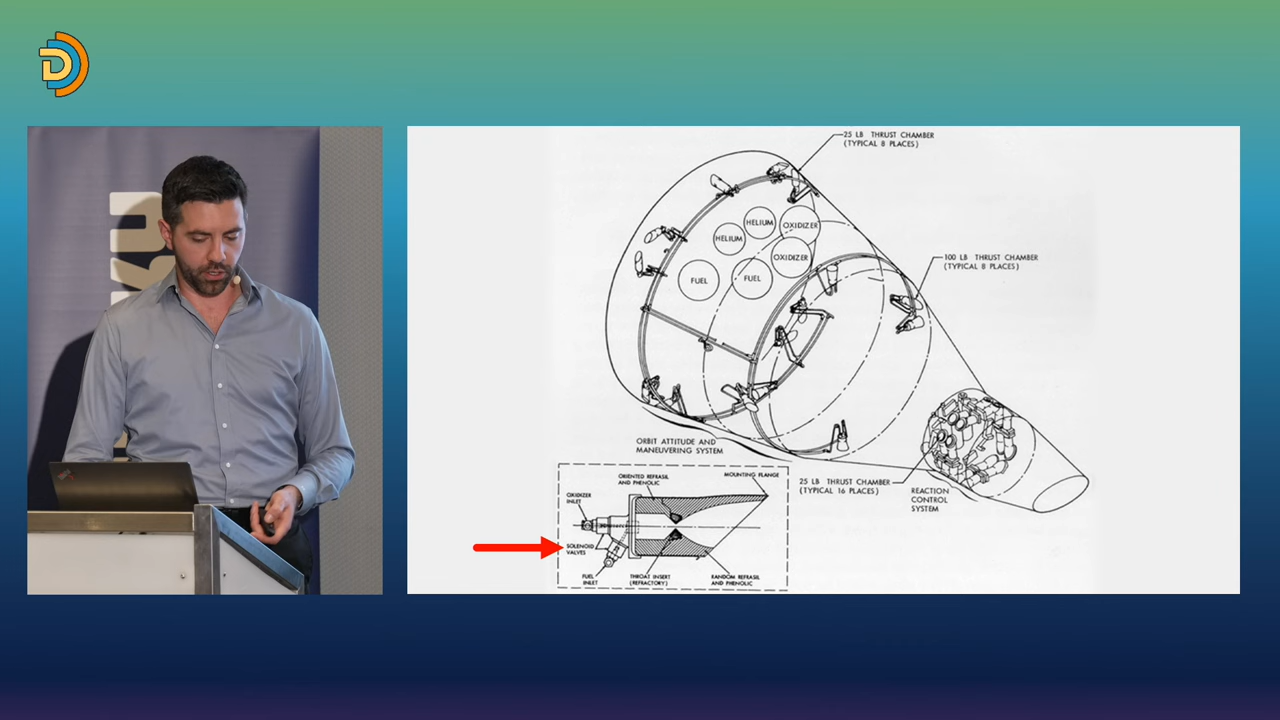 D
KU
25 LB THRUST CHAMBER
(TYPICAL 8 PLACES)
HELIUM
HELIUM
OXIDIZER
OXIDIZER
FUEL
FUEL
100 LB THRUST CHAMBER
(TYPICAL 8 PLACES)
ORBIT ATTITUDE AND
MANEUVERING SYSTEM
25 LB THRUST CHAMBER
(TYPICAL 16 PLACES)
REACTION
CONTROL
SYSTEM
ORIENTED REFRASIL
AND PHENOLIC
MOUNTING FLANGE
OXIDIZER
INLET
SOLENOID
VALVES
FUEL
INLET
THROAT INSERT
(REFRACTORY)
RANDOM REFRASIL
AND PHENOLIC